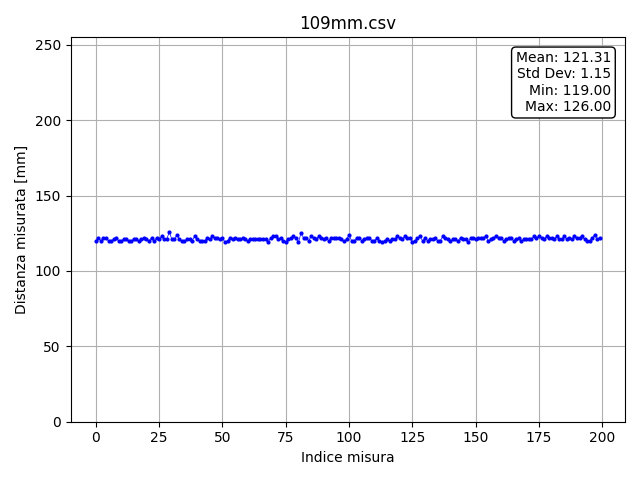 109mm.csv
Mean: 121.31
Std Dev: 1.15
Min: 119.00
Max: 126.00
Distanza misurata [mm]
250
200
150
100
50
0
0 25 50 75 100 125 150 175 200
Indice misura